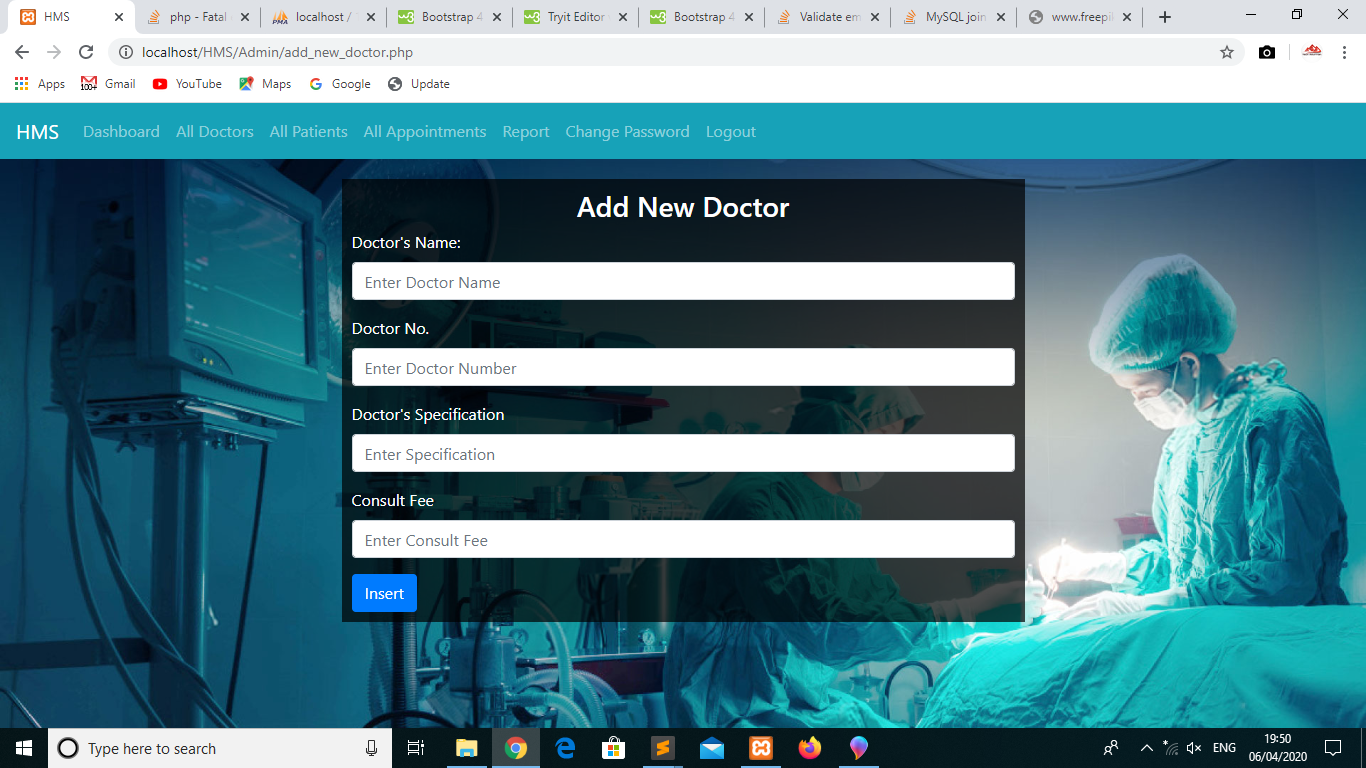 HMS
php - Fatal
localhost /
Bootstrap 4
Tryit Editor
Bootstrap 4
Validate em
MySQL join
www.freepi
localhost/HMS/Admin/add_new_doctor.php
Apps Gmail YouTube Maps Google Update
HMS Dashboard All Doctors All Patients All Appointments Report Change Password Logout
Add New Doctor
Doctor's Name:
Enter Doctor Name
Doctor No.
Enter Doctor Number
Doctor's Specification
Enter Specification
Consult Fee
Enter Consult Fee
Insert
Type here to search
ENG
19:50
06/04/2020